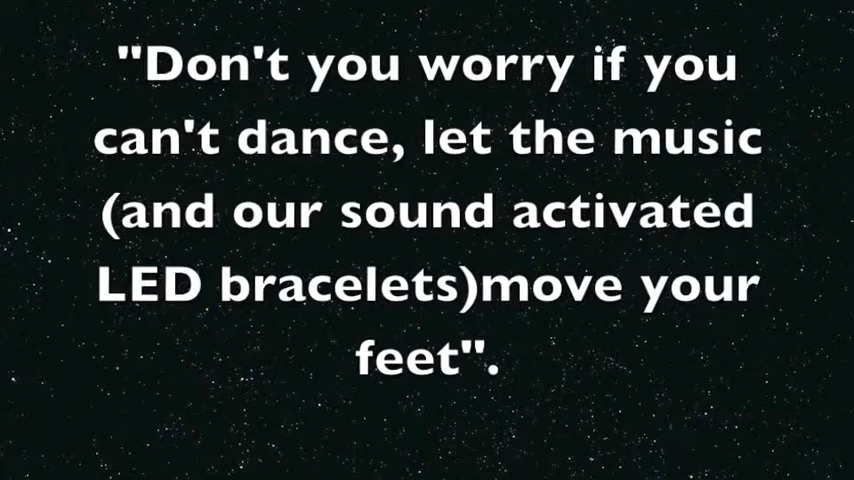 "Don't you worry if you
can't dance, let the music
(and our sound activated
LED bracelets)move your
feet".